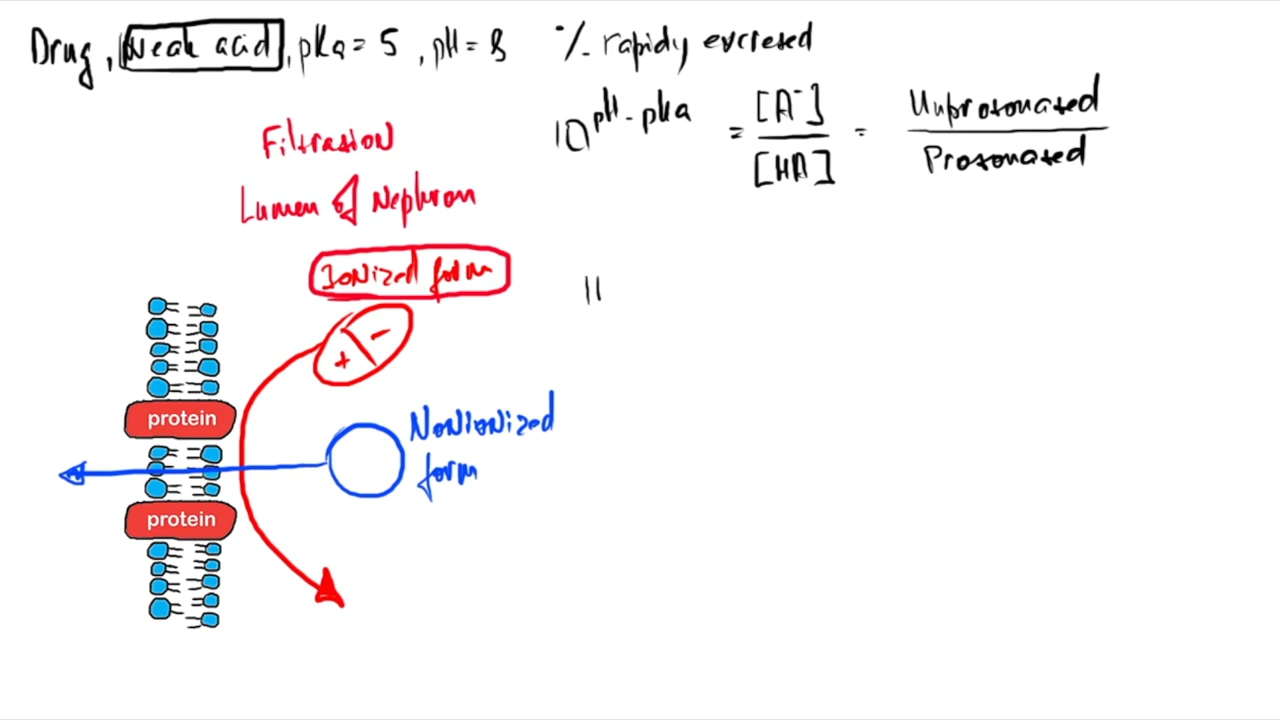 Drug, Weak acid, pKa = 5, pH = 8 % rapidly excreted
10^pH - pKa = [A⁻] / [HA] = Unprotonated / Protonated
Filtration
Lumen of Nephron
Ionized form
+ -
Nonionized
form
protein
protein